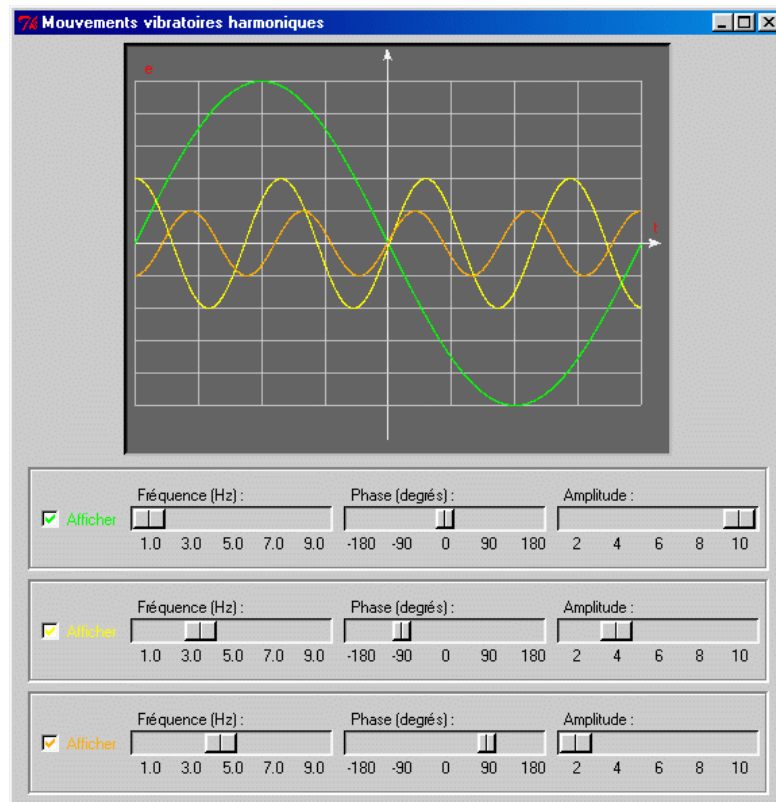 Mouvements vibratoires harmoniques
e
t
Fréquence (Hz) : Phase (degrés) : Amplitude :
Afficher
1.0 3.0 5.0 7.0 9.0 -180 -90 0 90 180 2 4 6 8 10
Fréquence (Hz) : Phase (degrés) : Amplitude :
Afficher
1.0 3.0 5.0 7.0 9.0 -180 -90 0 90 180 2 4 6 8 10
Fréquence (Hz) : Phase (degrés) : Amplitude :
Afficher
1.0 3.0 5.0 7.0 9.0 -180 -90 0 90 180 2 4 6 8 10